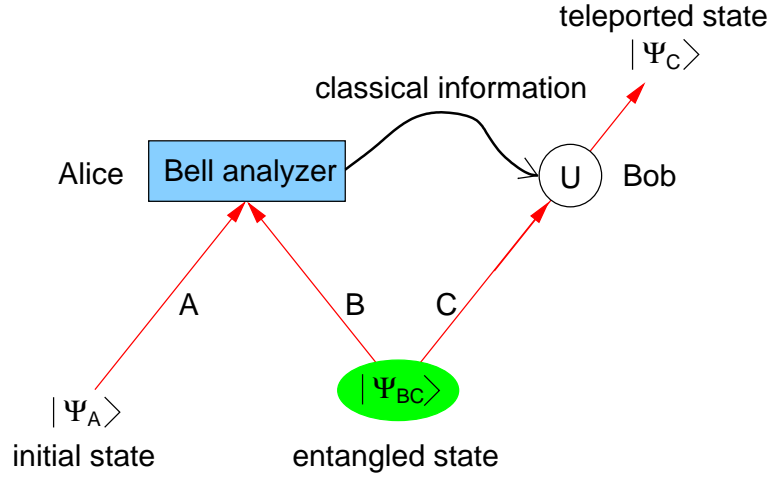 teleported state
| Ψ_C ⟩
classical information
Alice
Bell analyzer
U
Bob
A
B
C
| Ψ_A ⟩
| Ψ_BC ⟩
initial state
entangled state